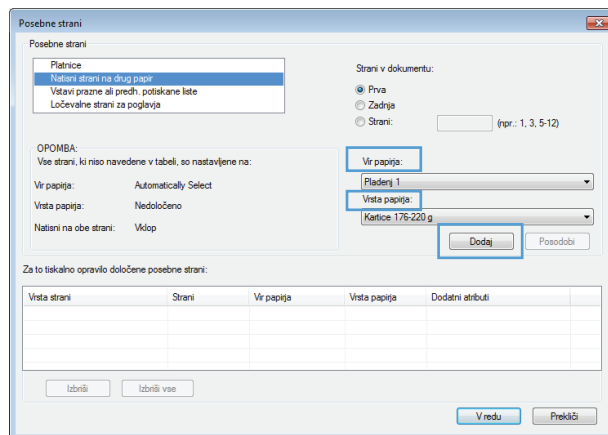 Posebne strani
Posebne strani
Platnice
Natisni strani na drug papir
Vstavi prazne ali predh. potiskane liste
Ločevalne strani za poglavja
Strani v dokumentu:
Prva
Zadnja
Strani:
(npr.: 1, 3, 5-12)
OPOMBA:
Vse strani, ki niso navedene v tabeli, so nastavljene na:
Vir papirja: Automatically Select
Vrsta papirja: Nedoločeno
Natisni na obe strani: Vklop
Vir papirja:
Pladenj 1
Vrsta papirja:
Kartice 176-220 g
Dodaj Posodobi
Za to tiskalno opravilo določene posebne strani:
Vrsta strani Strani Vir papirja Vrsta papirja Dodatni atributi
Izbriši Izbriši vse
V redu Prekliči